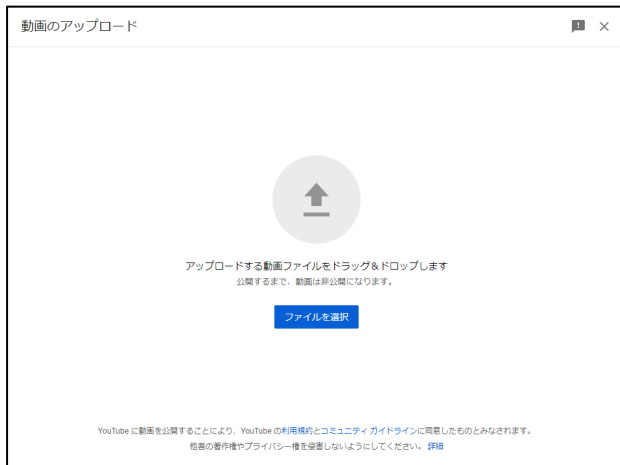 動画のアップロード
アップロードする動画ファイルをドラッグ＆ドロップします
公開するまで、動画は非公開になります。
ファイルを選択
YouTube に動画を公開することにより、YouTube の利用規約とコミュニティ ガイドラインに同意したものとみなされます。
他者の著作権やプライバシー権を侵害しないようにしてください。 詳細